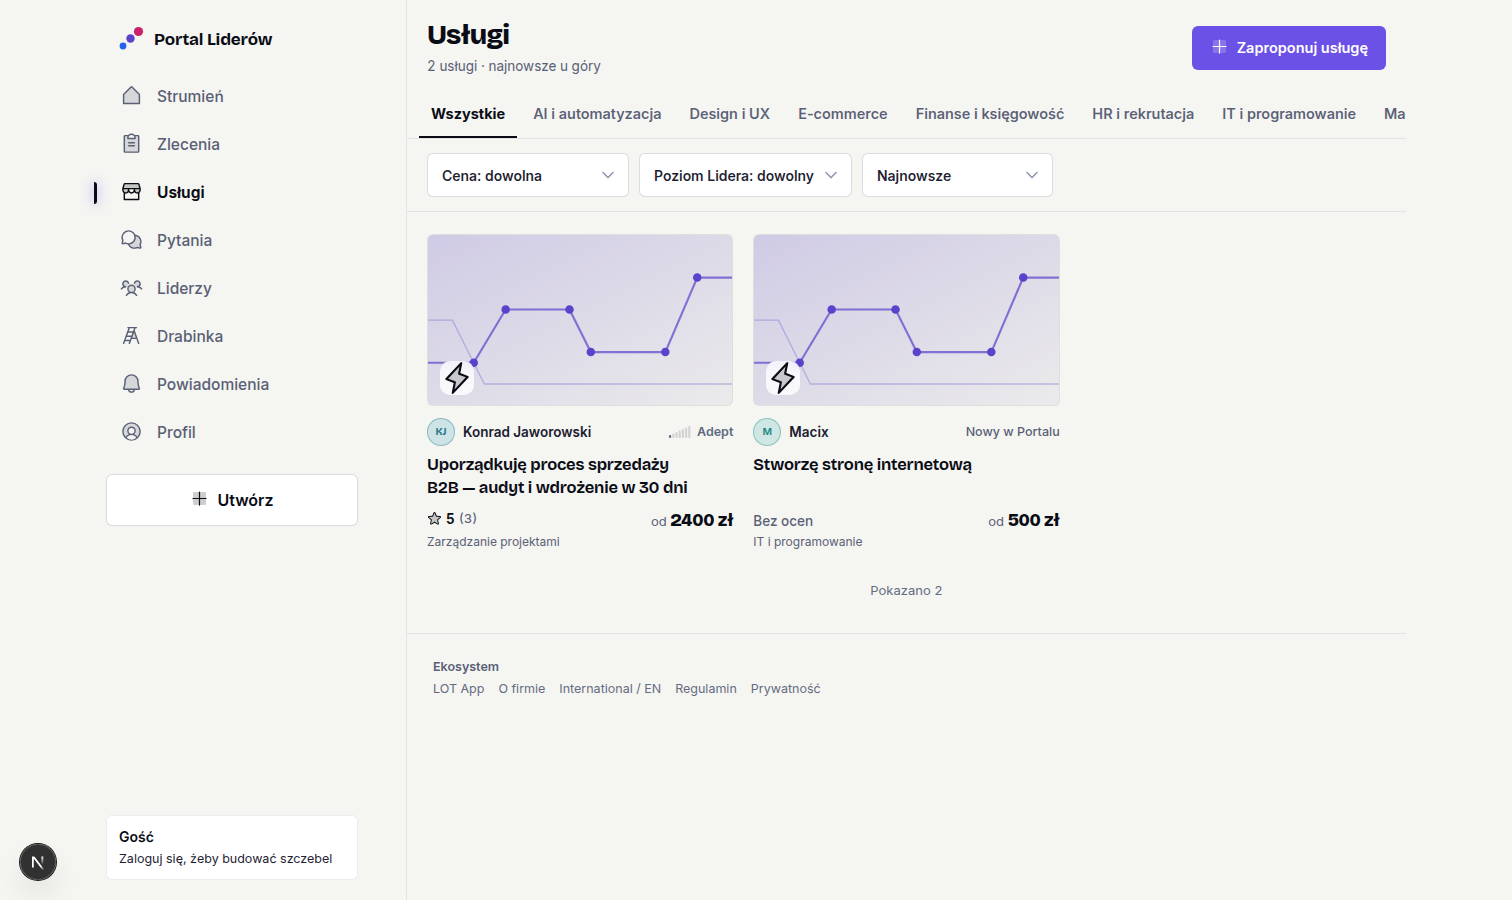 Portal Liderów
Strumień
Zlecenia
Usługi
Pytania
Liderzy
Drabinka
Powiadomienia
Profil
Utwórz
Gość
Zaloguj się, żeby budować szczebel
N
Usługi
2 usługi · najnowsze u góry
Zaproponuj usługę
Wszystkie AI i automatyzacja Design i UX E-commerce Finanse i księgowość HR i rekrutacja IT i programowanie Ma
Cena: dowolna Poziom Lidera: dowolny Najnowsze
KJ Konrad Jaworowski Adept
Uporządkuję proces sprzedaży
B2B — audyt i wdrożenie w 30 dni
5 (3) od 2400 zł
Zarządzanie projektami
M Macix Nowy w Portalu
Stworzę stronę internetową
Bez ocen od 500 zł
IT i programowanie
Pokazano 2
Ekosystem
LOT App O firmie International / EN Regulamin Prywatność